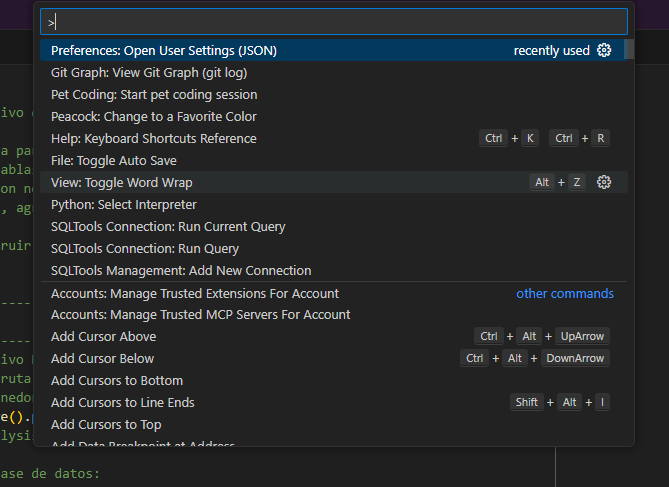 >
Preferences: Open User Settings (JSON) recently used
Git Graph: View Git Graph (git log)
Pet Coding: Start pet coding session
ivo
Peacock: Change to a Favorite Color
Help: Keyboard Shortcuts Reference Ctrl + K Ctrl + R
a
File: Toggle Auto Save
View: Toggle Word Wrap Alt + Z
on
Python: Select Interpreter
SQLTools Connection: Run Current Query
SQLTools Connection: Run Query
ruir
SQLTools Management: Add New Connection
Accounts: Manage Trusted Extensions For Account other commands
----
Accounts: Manage Trusted MCP Servers For Account
Add Cursor Above Ctrl + Alt + UpArrow
----
Add Cursor Below Ctrl + Alt + DownArrow
ivo
Add Cursors to Bottom
ruta
Add Cursors to Line Ends Shift + Alt + I
e().
Add Cursors to Top
Add Data Breakpoint at Address
ase de datos: